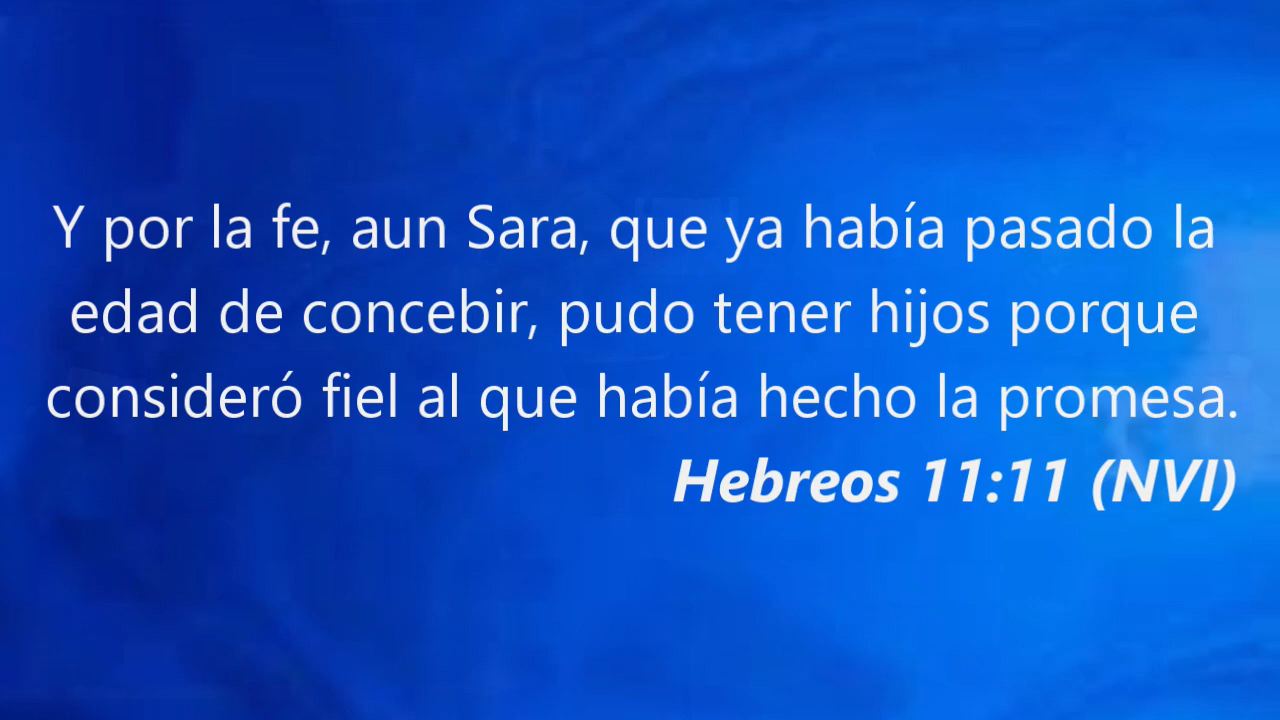 Y por la fe, aun Sara, que ya había pasado la
edad de concebir, pudo tener hijos porque
consideró fiel al que había hecho la promesa.
Hebreos 11:11 (NVI)